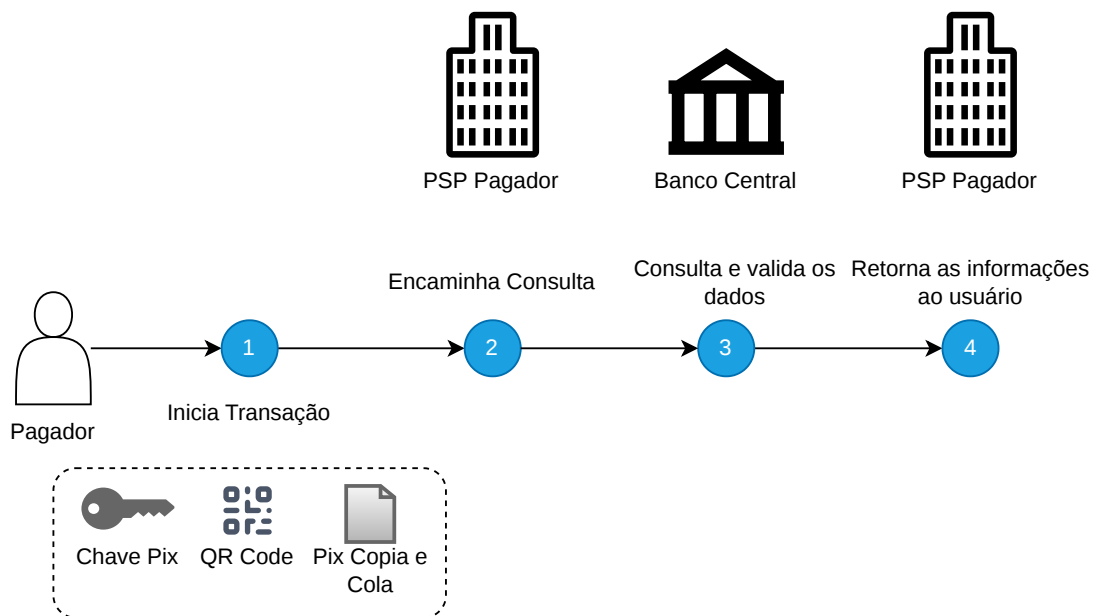 PSP Pagador
Banco Central
PSP Pagador
Encaminha Consulta
Consulta e valida os
dados
Retorna as informações
ao usuário
1
2
3
4
Pagador
Inicia Transação
Chave Pix
QR Code
Pix Copia e
Cola